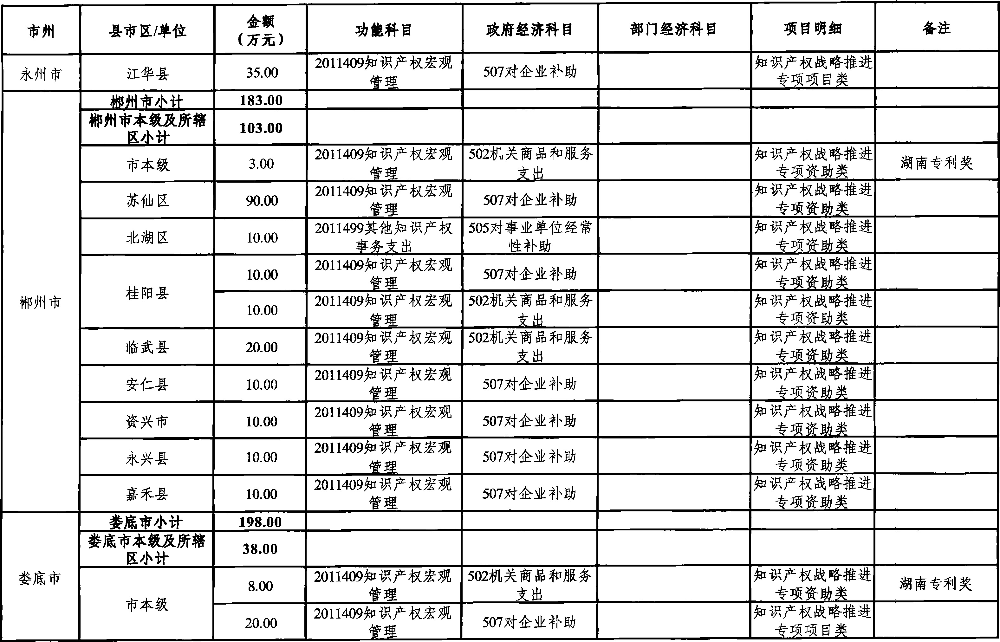 市州 县市区/单位 金额（万元） 功能科目 政府经济科目 部门经济科目 项目明细 备注
永州市 江华县 35.00 2011409知识产权宏观管理 507对企业补助 知识产权战略推进专项项目类
郴州市 郴州市小计 183.00
郴州市本级及所辖区小计 103.00
市本级 3.00 2011409知识产权宏观管理 502机关商品和服务支出 知识产权战略推进专项资助类 湖南专利奖
苏仙区 90.00 2011409知识产权宏观管理 507对企业补助 知识产权战略推进专项资助类
北湖区 10.00 2011499其他知识产权事务支出 505对事业单位经常性补助 知识产权战略推进专项资助类
桂阳县 10.00 2011409知识产权宏观管理 507对企业补助 知识产权战略推进专项资助类
10.00 2011409知识产权宏观管理 502机关商品和服务支出 知识产权战略推进专项资助类
临武县 20.00 2011409知识产权宏观管理 502机关商品和服务支出 知识产权战略推进专项资助类
安仁县 10.00 2011409知识产权宏观管理 507对企业补助 知识产权战略推进专项资助类
资兴市 10.00 2011409知识产权宏观管理 507对企业补助 知识产权战略推进专项资助类
永兴县 10.00 2011409知识产权宏观管理 507对企业补助 知识产权战略推进专项资助类
嘉禾县 10.00 2011409知识产权宏观管理 507对企业补助 知识产权战略推进专项资助类
娄底市 娄底市小计 198.00
娄底市本级及所辖区小计 38.00
市本级 8.00 2011409知识产权宏观管理 502机关商品和服务支出 知识产权战略推进专项资助类 湖南专利奖
20.00 2011409知识产权宏观管理 507对企业补助 知识产权战略推进专项项目类